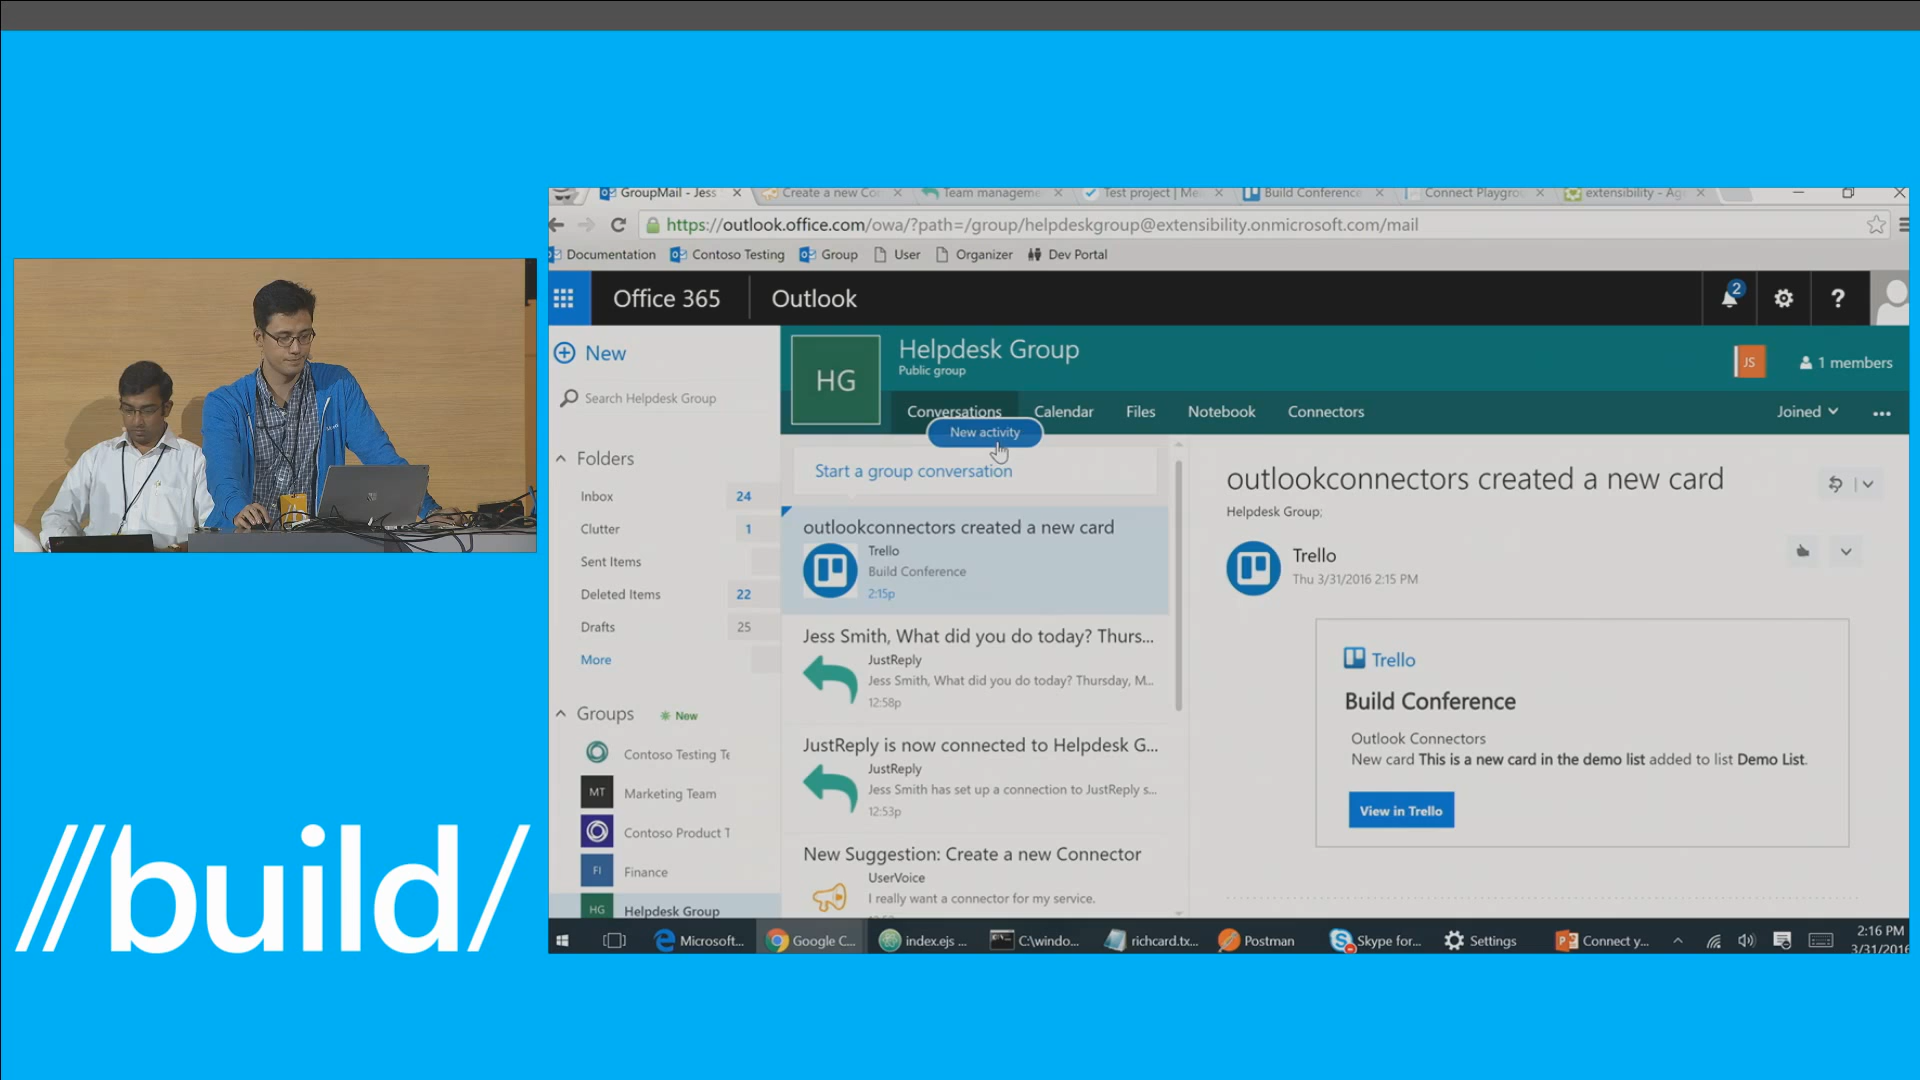 GroupMail - Jess
Create a new Cor
Team manageme
Test project | Me
Build Conference
Connect Playgro
extensibility - Ag
https://outlook.office.com/owa/?path=/group/helpdeskgroup@extensibility.onmicrosoft.com/mail
Documentation
Contoso Testing
Group
User
Organizer
Dev Portal
Office 365
Outlook
2
?
New
Search Helpdesk Group
HG
Helpdesk Group
Public group
JS
1 members
Conversations
Calendar
Files
Notebook
Connectors
Joined
New activity
Folders
Inbox 24
Clutter 1
Sent Items
Deleted Items 22
Drafts 25
More
Groups
New
Contoso Testing Te
MT Marketing Team
Contoso Product T
FI Finance
HG Helpdesk Group
Start a group conversation
outlookconnectors created a new card
Trello
Build Conference
2:15p
Jess Smith, What did you do today? Thurs...
JustReply
Jess Smith, What did you do today? Thursday, M...
12:58p
JustReply is now connected to Helpdesk G...
JustReply
Jess Smith has set up a connection to JustReply s...
12:53p
New Suggestion: Create a new Connector
UserVoice
I really want a connector for my service.
outlookconnectors created a new card
Helpdesk Group;
Trello
Thu 3/31/2016 2:15 PM
Trello
Build Conference
Outlook Connectors
New card This is a new card in the demo list added to list Demo List.
View in Trello
Microsoft...
Google C...
index.ejs ...
C:\windo...
richcard.tx...
Postman
Skype for...
Settings
Connect y...
2:16 PM
3/31/2016
//build/